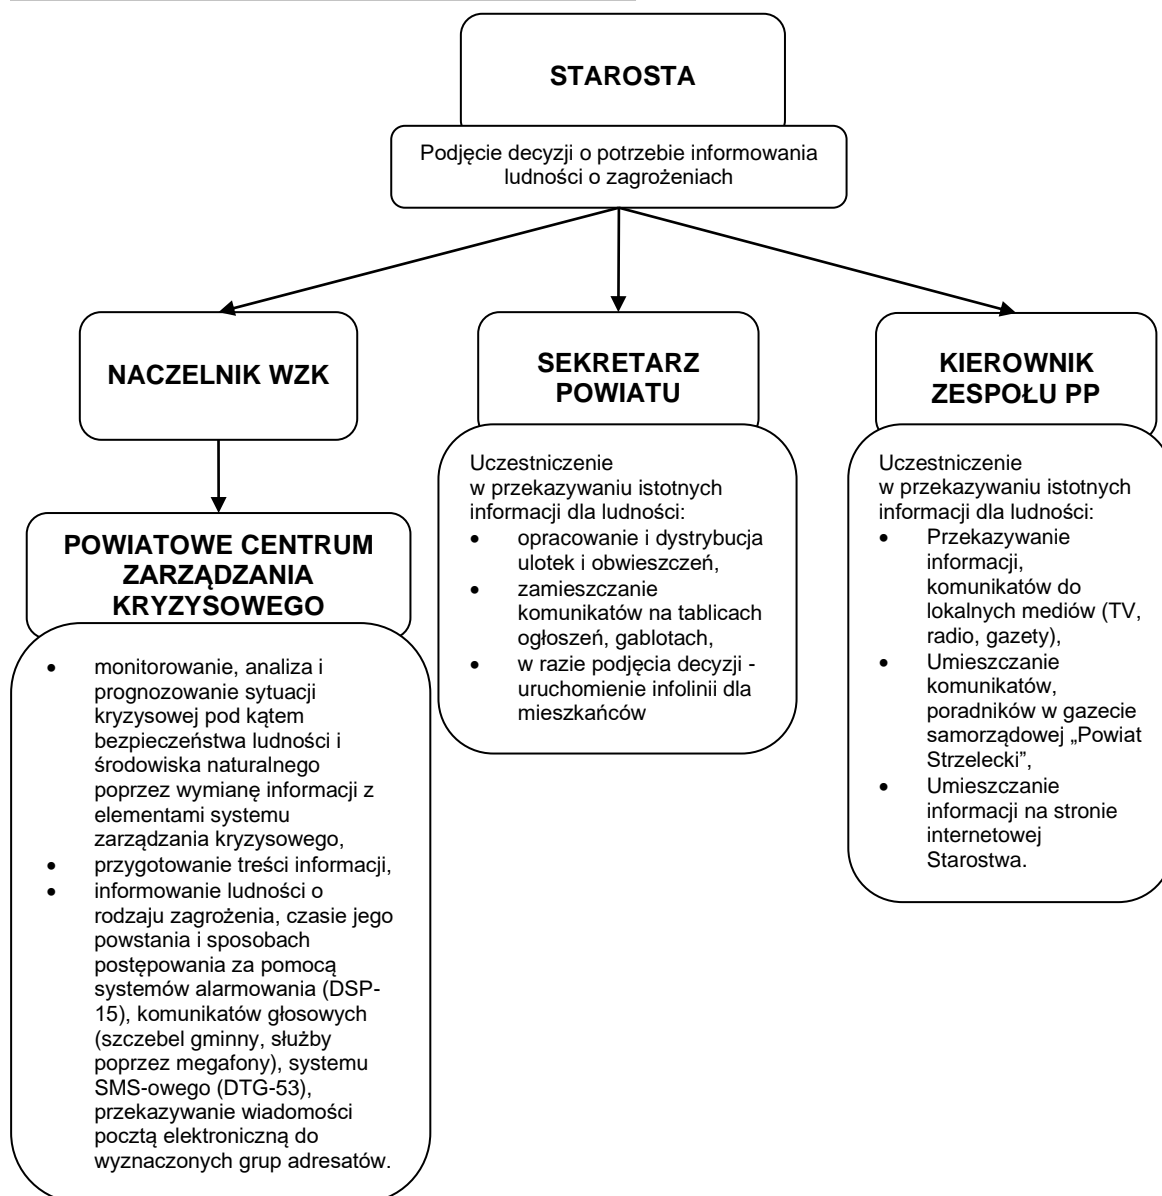 STAROSTA
Podjęcie decyzji o potrzebie informowania
ludności o zagrożeniach
NACZELNIK WZK
POWIATOWE CENTRUM
ZARZĄDZANIA
KRYZYSOWEGO
• monitorowanie, analiza i
prognozowanie sytuacji
kryzysowej pod kątem
bezpieczeństwa ludności i
środowiska naturalnego
poprzez wymianę informacji z
elementami systemu
zarządzania kryzysowego,
• przygotowanie treści informacji,
• informowanie ludności o
rodzaju zagrożenia, czasie jego
powstania i sposobach
postępowania za pomocą
systemów alarmowania (DSP-
15), komunikatów głosowych
(szczebel gminny, służby
poprzez megafony), systemu
SMS-owego (DTG-53),
przekazywanie wiadomości
pocztą elektroniczną do
wyznaczonych grup adresatów.
SEKRETARZ
POWIATU
Uczestniczenie
w przekazywaniu istotnych
informacji dla ludności:
• opracowanie i dystrybucja
ulotek i obwieszczeń,
• zamieszczanie
komunikatów na tablicach
ogłoszeń, gablotach,
• w razie podjęcia decyzji -
uruchomienie infolinii dla
mieszkańców
KIEROWNIK
ZESPOŁU PP
Uczestniczenie
w przekazywaniu istotnych
informacji dla ludności:
• Przekazywanie
informacji,
komunikatów do
lokalnych mediów (TV,
radio, gazety),
• Umieszczanie
komunikatów,
poradników w gazecie
samorządowej „Powiat
Strzelecki”,
• Umieszczanie
informacji na stronie
internetowej
Starostwa.